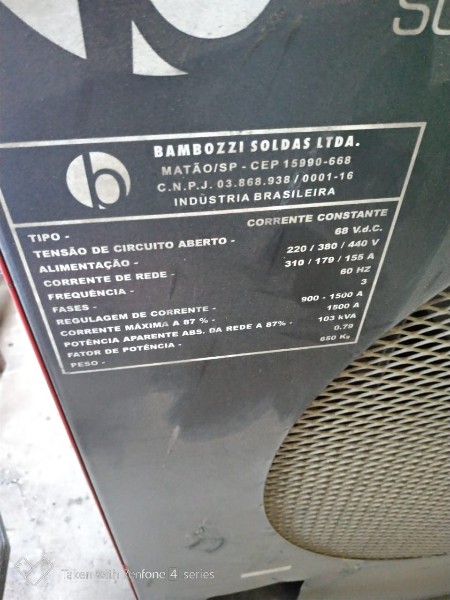 BAMBOZZI SOLDAS LTDA.
MATÃO/SP - CEP 15990-668
C.N.P.J. 03.868.938/0001-16
INDÚSTRIA BRASILEIRA
TIPO - CORRENTE CONSTANTE
TENSÃO DE CIRCUITO ABERTO - 68 V.d.C.
ALIMENTAÇÃO - 220 / 380 / 440 V
CORRENTE DE REDE - 310 / 179 / 155 A
FREQUÊNCIA - 60 HZ
FASES - 3
REGULAGEM DE CORRENTE - 900 - 1500 A
CORRENTE MÁXIMA A 87 % - 1500 A
POTÊNCIA APARENTE ABS. DA REDE A 87% - 103 kVA
FATOR DE POTÊNCIA - 0.79
PESO - 650 Kg
Taken with Zenfone 4 series